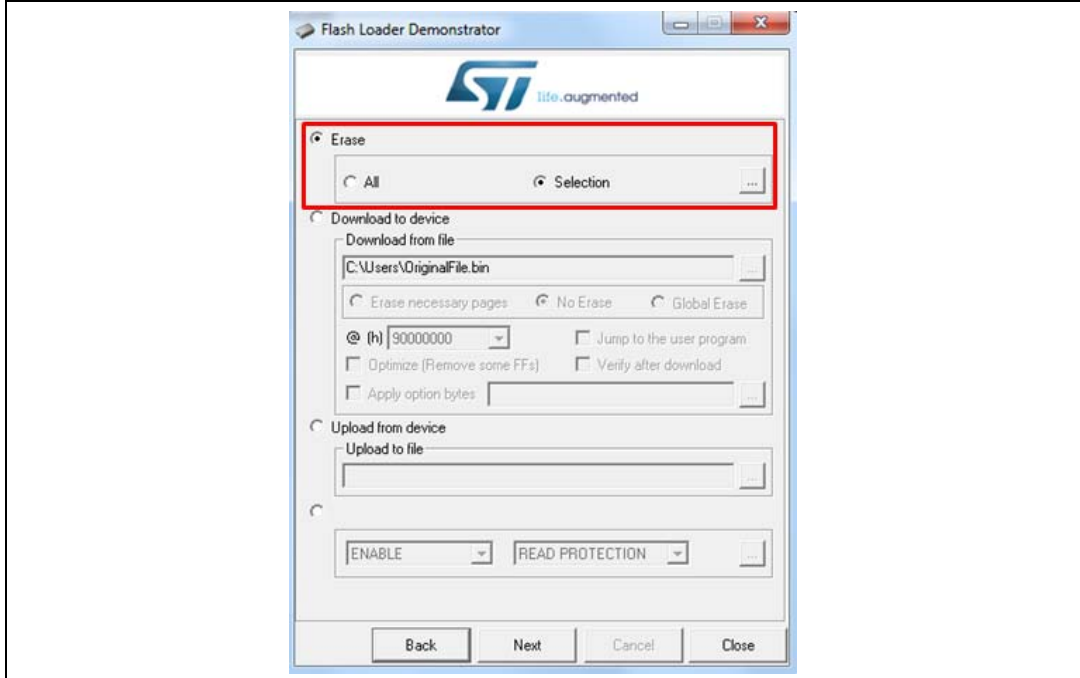 Flash Loader Demonstrator
ST life.augmented
Erase
All Selection ...
Download to device
Download from file
C:\Users\OriginalFile.bin ...
Erase necessary pages No Erase Global Erase
@ (h) 90000000 Jump to the user program
Optimize (Remove some FFs) Verify after download
Apply option bytes ...
Upload from device
Upload to file
...
ENABLE READ PROTECTION ...
Back Next Cancel Close